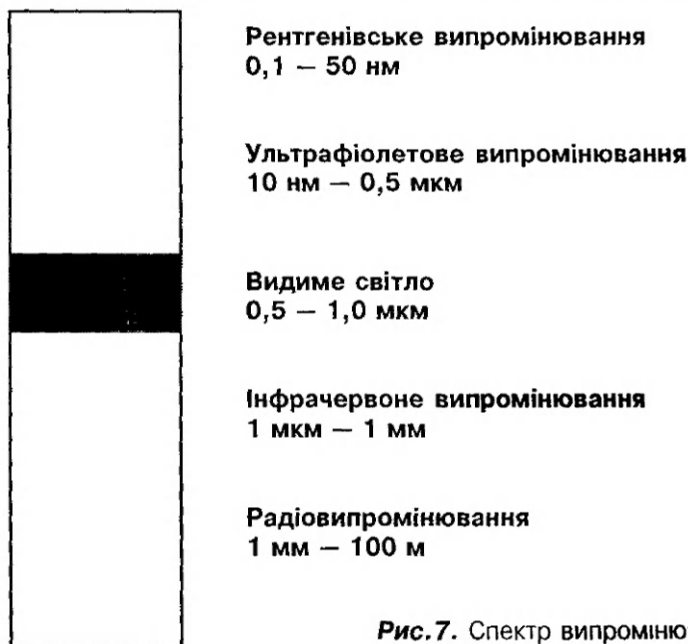 Рентгенівське випромінювання
0,1 – 50 нм
Ультрафіолетове випромінювання
10 нм – 0,5 мкм
Видиме світло
0,5 – 1,0 мкм
Інфрачервоне випромінювання
1 мкм – 1 мм
Радіовипромінювання
1 мм – 100 м
Рис.7. Спектр випроміню